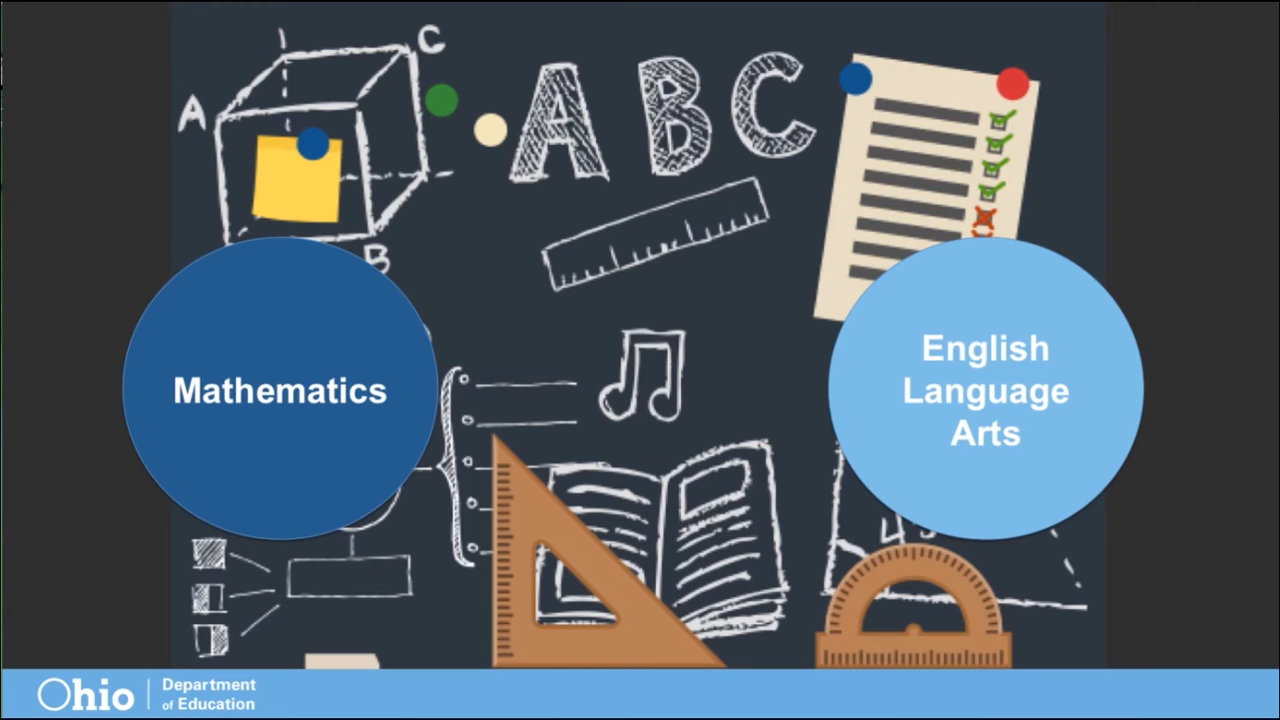 C
A
A B C
B
Mathematics
English
Language
Arts
Ohio
Department
of Education